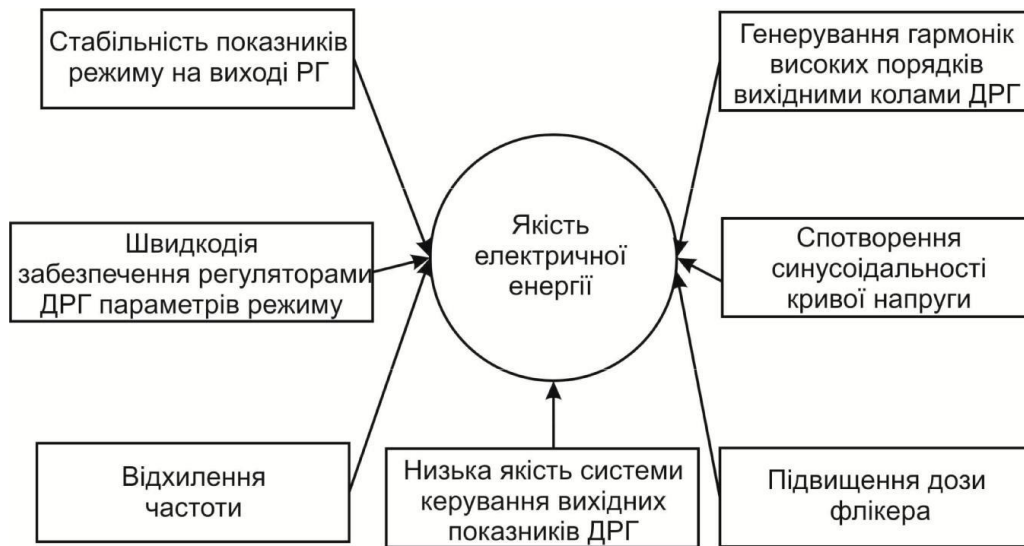 Стабільність показників
режиму на виході РГ
Генерування гармонік
високих порядків
вихідними колами ДРГ
Якість
електричної
енергії
Швидкодія
забезпечення регуляторами
ДРГ параметрів режиму
Спотворення
синусоїдальності
кривої напруги
Відхилення
частоти
Низька якість системи
керування вихідних
показників ДРГ
Підвищення дози
флікера